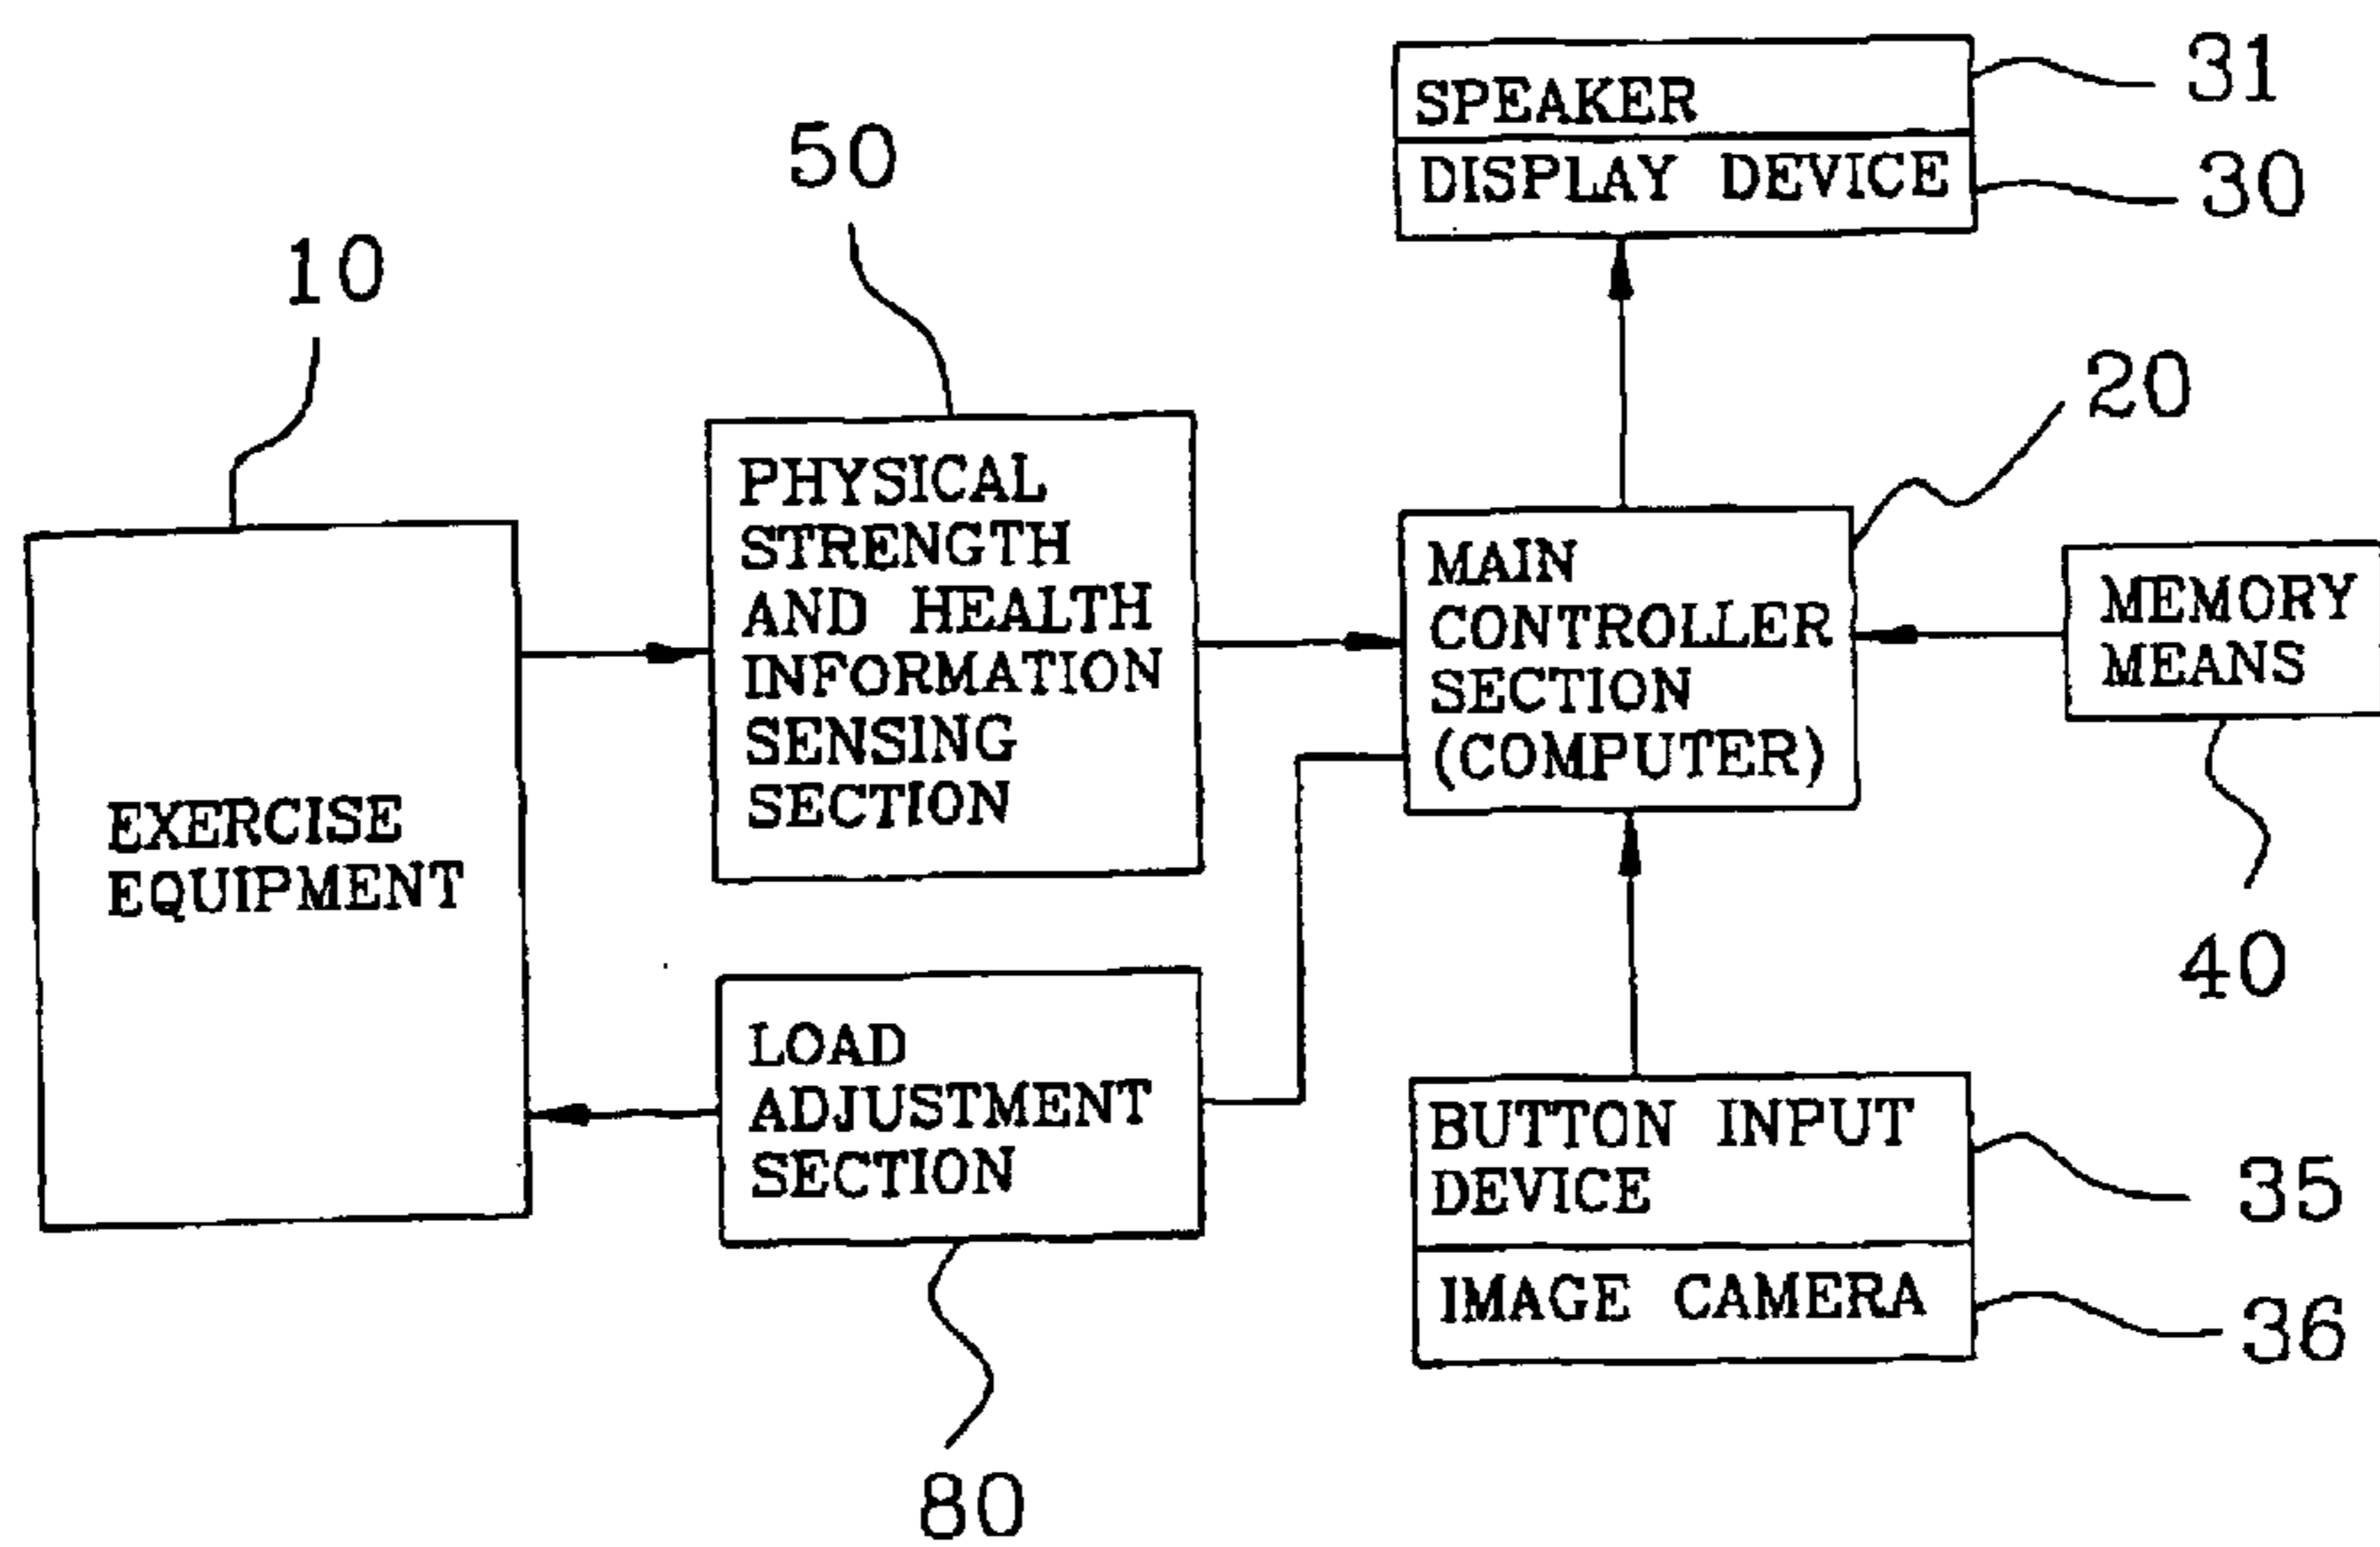 31
SPEAKER
DISPLAY DEVICE
30
50
10
20
PHYSICAL
STRENGTH
AND HEALTH
INFORMATION
SENSING
SECTION
MAIN
CONTROLLER
SECTION
(COMPUTER)
MEMORY
MEANS
40
EXERCISE
EQUIPMENT
LOAD
ADJUSTMENT
SECTION
80
BUTTON INPUT
DEVICE
35
IMAGE CAMERA
36